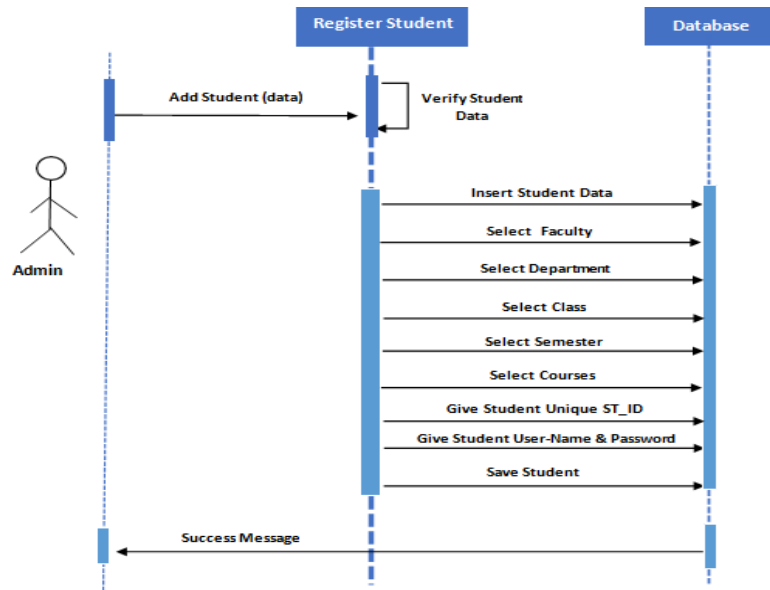 Register Student
Database
Add Student (data)
Verify Student
Data
Admin
Insert Student Data
Select Faculty
Select Department
Select Class
Select Semester
Select Courses
Give Student Unique ST_ID
Give Student User-Name & Password
Save Student
Success Message